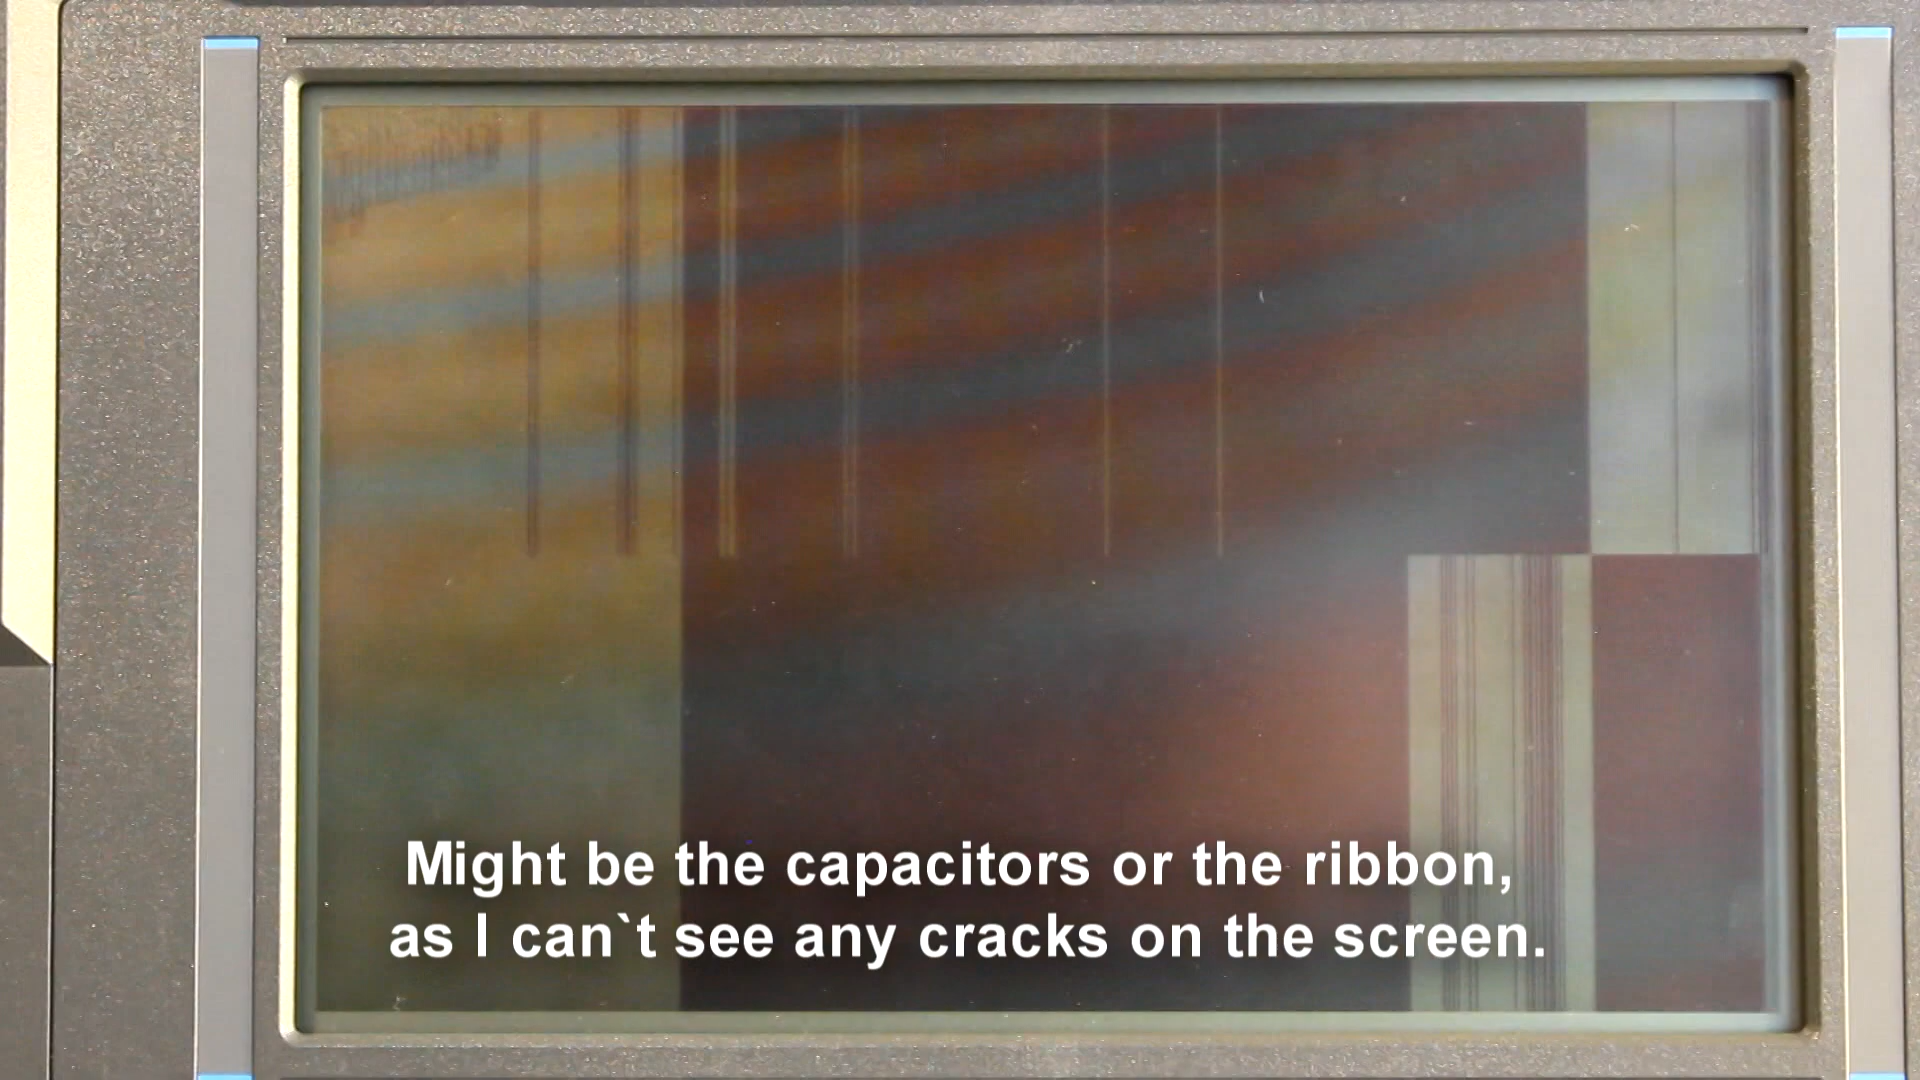 Might be the capacitors or the ribbon,
as I can`t see any cracks on the screen.